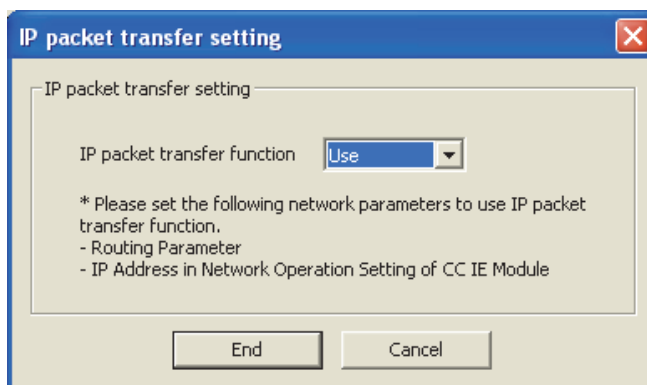 IP packet transfer setting
IP packet transfer setting
IP packet transfer function
Use
* Please set the following network parameters to use IP packet
transfer function.
- Routing Parameter
- IP Address in Network Operation Setting of CC IE Module
End
Cancel